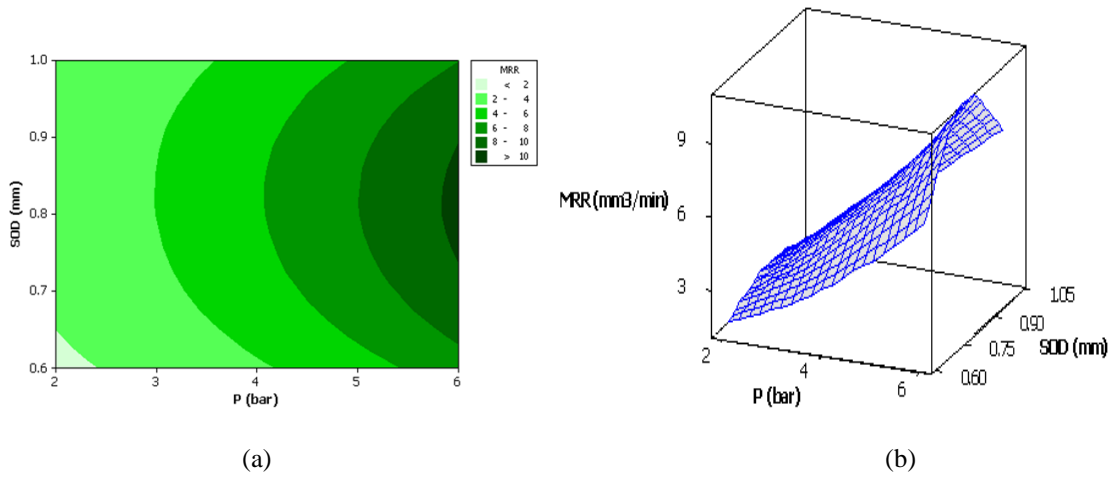 1.0
0.9
0.8
0.7
0.6
SOD (mm)
2 3 4 5 6
P (bar)
MRR
< 2
2 - 4
4 - 6
6 - 8
8 - 10
> 10
(a)
9
6
3
MRR(mm3/min)
2 4 6
P (bar)
0.60 0.75 0.90 1.05
SOD (mm)
(b)